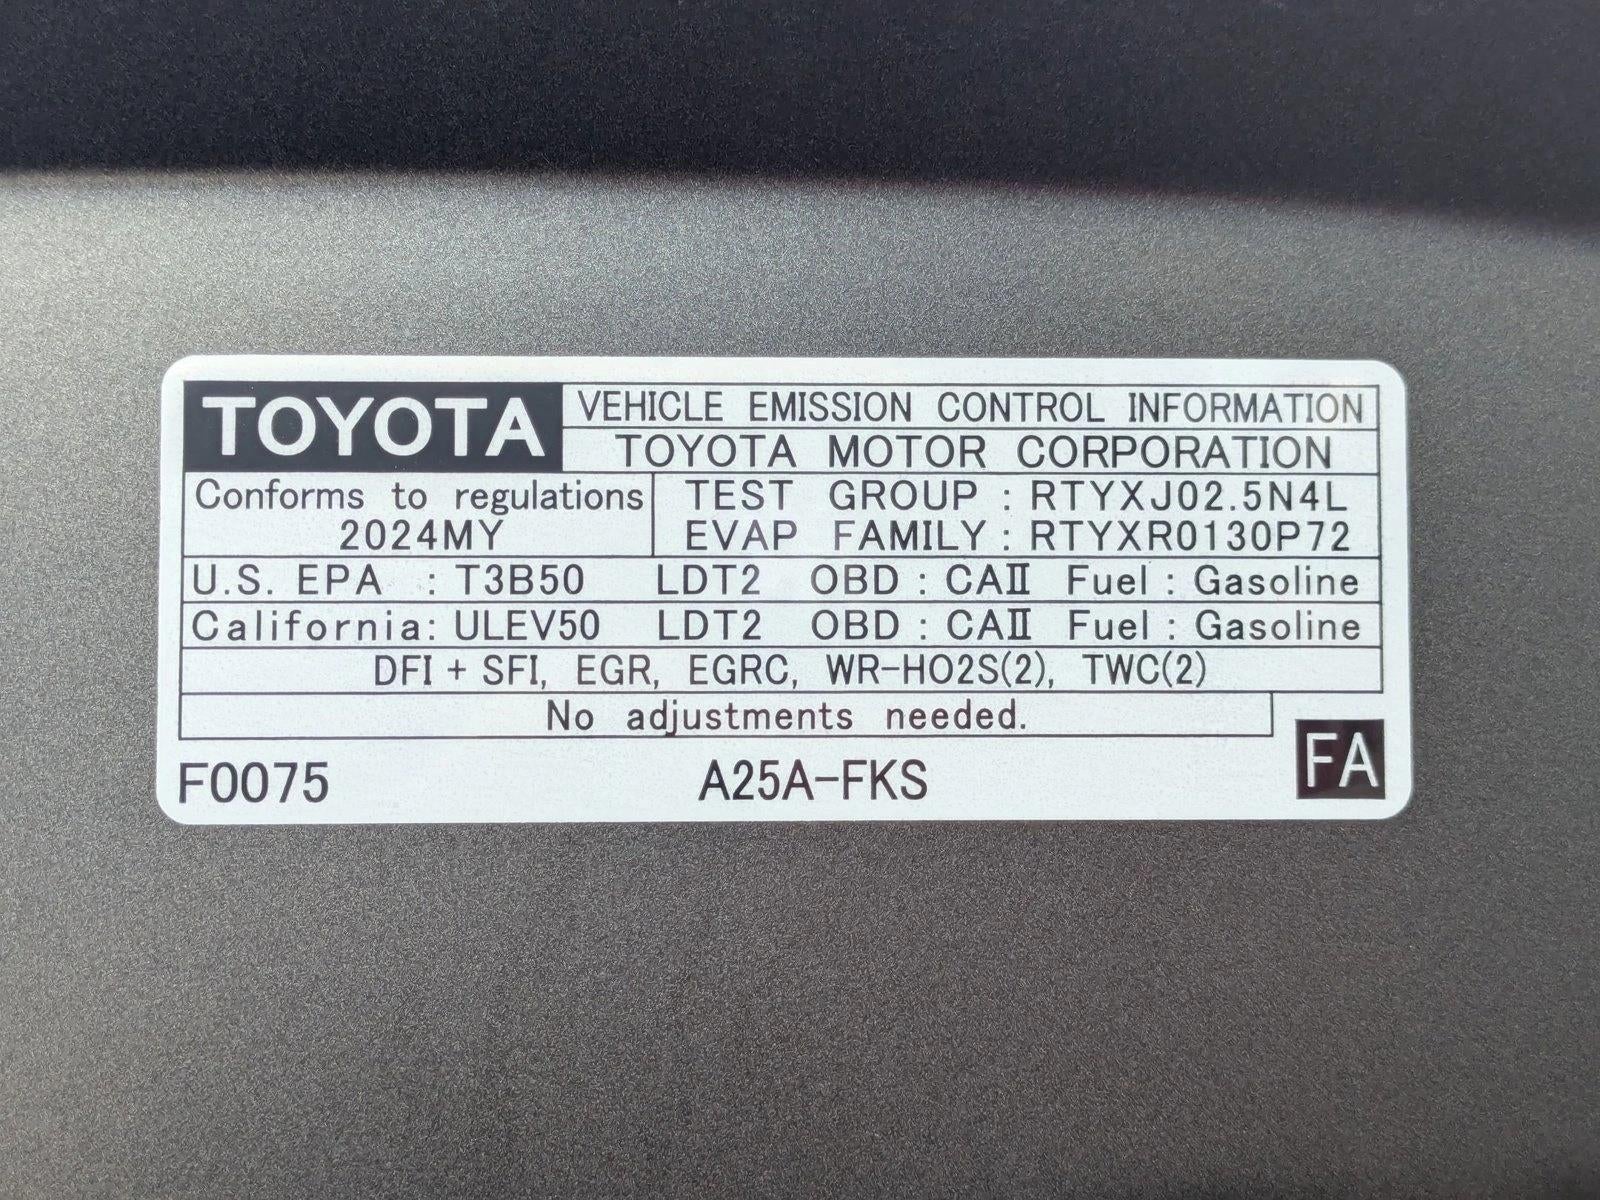 TOYOTA VEHICLE EMISSION CONTROL INFORMATION
TOYOTA MOTOR CORPORATION
Conforms to regulations
2024MY
TEST GROUP : RTYXJ02.5N4L
EVAP FAMILY : RTYXR0130P72
U.S. EPA : T3B50 LDT2 OBD : CAⅡ Fuel : Gasoline
California: ULEV50 LDT2 OBD : CAⅡ Fuel : Gasoline
DFI + SFI, EGR, EGRC, WR-HO2S(2), TWC(2)
No adjustments needed.
F0075 A25A-FKS FA